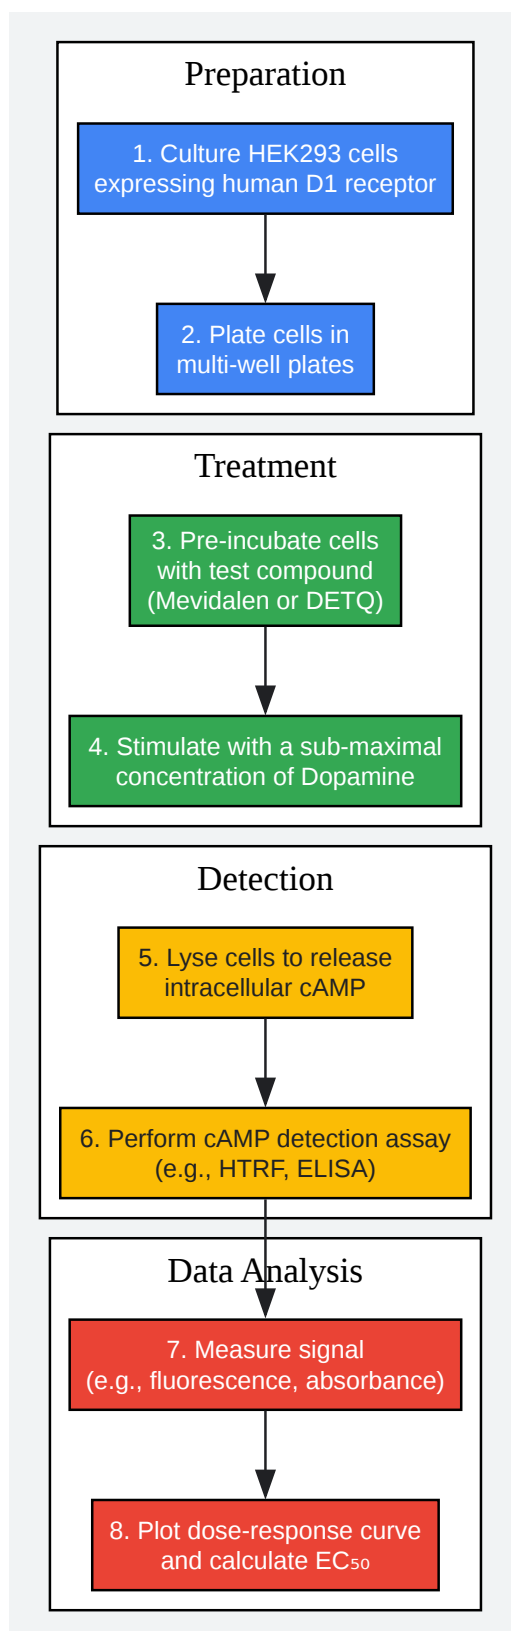 Preparation
1. Culture HEK293 cells
expressing human D1 receptor
2. Plate cells in
multi-well plates
Treatment
3. Pre-incubate cells
with test compound
(Mevidalen or DETQ)
4. Stimulate with a sub-maximal
concentration of Dopamine
Detection
5. Lyse cells to release
intracellular cAMP
6. Perform cAMP detection assay
(e.g., HTRF, ELISA)
Data Analysis
7. Measure signal
(e.g., fluorescence, absorbance)
8. Plot dose-response curve
and calculate EC₅₀